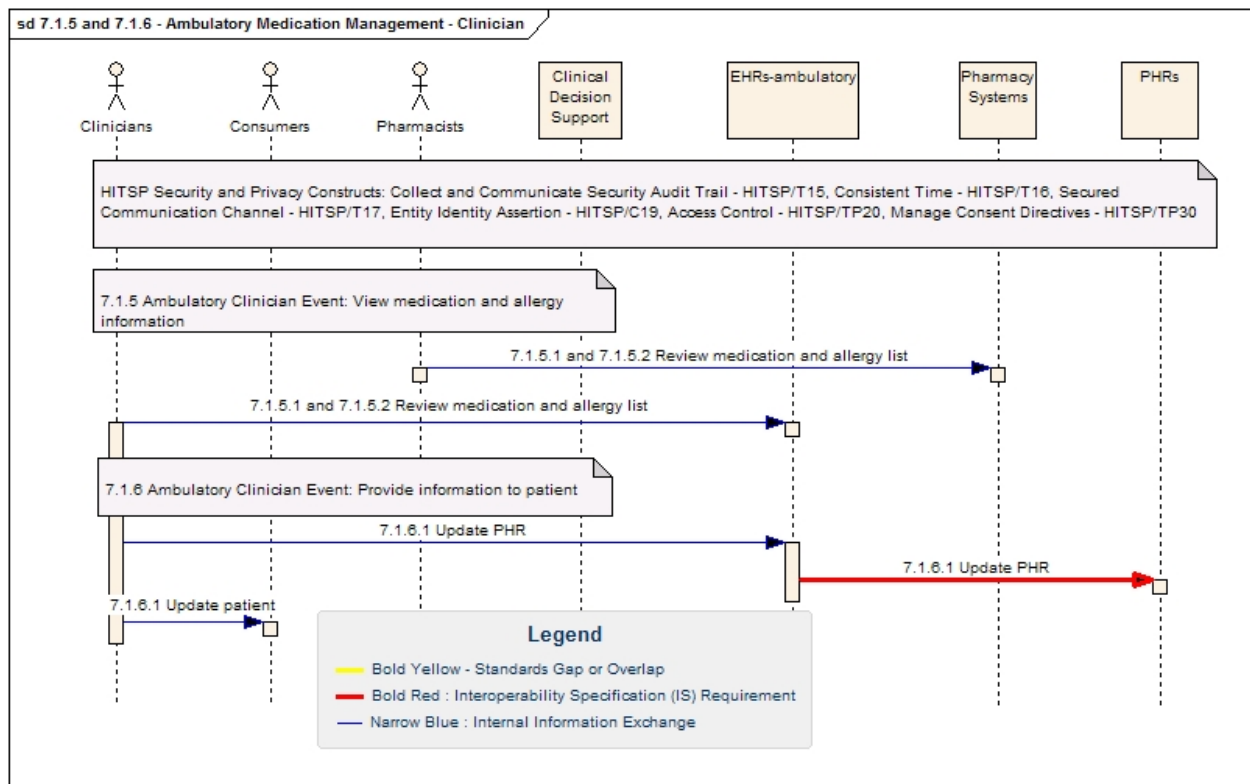 sd 7.1.5 and 7.1.6 - Ambulatory Medication Management - Clinician
Clinicians
Consumers
Pharmacists
Clinical
Decision
Support
EHRs-ambulatory
Pharmacy
Systems
PHRs
HITSP Security and Privacy Constructs: Collect and Communicate Security Audit Trail - HITSP/T15, Consistent Time - HITSP/T16, Secured
Communication Channel - HITSP/T17, Entity Identity Assertion - HITSP/C19, Access Control - HITSP/TP20, Manage Consent Directives - HITSP/TP30
7.1.5 Ambulatory Clinician Event: View medication and allergy
information
7.1.5.1 and 7.1.5.2 Review medication and allergy list
7.1.5.1 and 7.1.5.2 Review medication and allergy list
7.1.6 Ambulatory Clinician Event: Provide information to patient
7.1.6.1 Update PHR
7.1.6.1 Update PHR
7.1.6.1 Update patient
Legend
Bold Yellow - Standards Gap or Overlap
Bold Red : Interoperability Specification (IS) Requirement
Narrow Blue : Internal Information Exchange